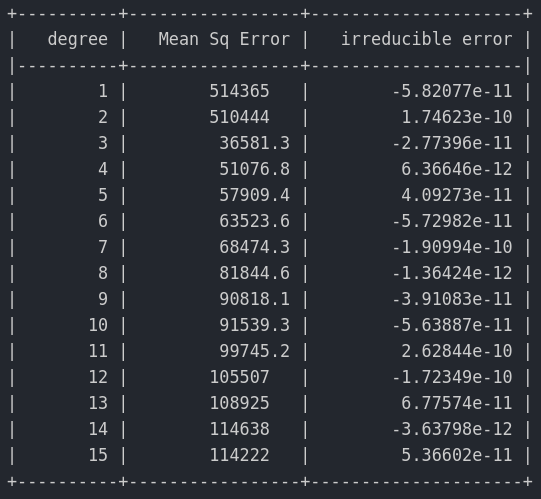 +----------+-----------------+---------------------+
|   degree |   Mean Sq Error |   irreducible error |
|----------+-----------------+---------------------|
|        1 |        514365   |        -5.82077e-11 |
|        2 |        510444   |         1.74623e-10 |
|        3 |         36581.3 |        -2.77396e-11 |
|        4 |         51076.8 |         6.36646e-12 |
|        5 |         57909.4 |         4.09273e-11 |
|        6 |         63523.6 |        -5.72982e-11 |
|        7 |         68474.3 |        -1.90994e-10 |
|        8 |         81844.6 |        -1.36424e-12 |
|        9 |         90818.1 |        -3.91083e-11 |
|       10 |         91539.3 |        -5.63887e-11 |
|       11 |         99745.2 |         2.62844e-10 |
|       12 |        105507   |        -1.72349e-10 |
|       13 |        108925   |         6.77574e-11 |
|       14 |        114638   |        -3.63798e-12 |
|       15 |        114222   |         5.36602e-11 |
+----------+-----------------+---------------------+